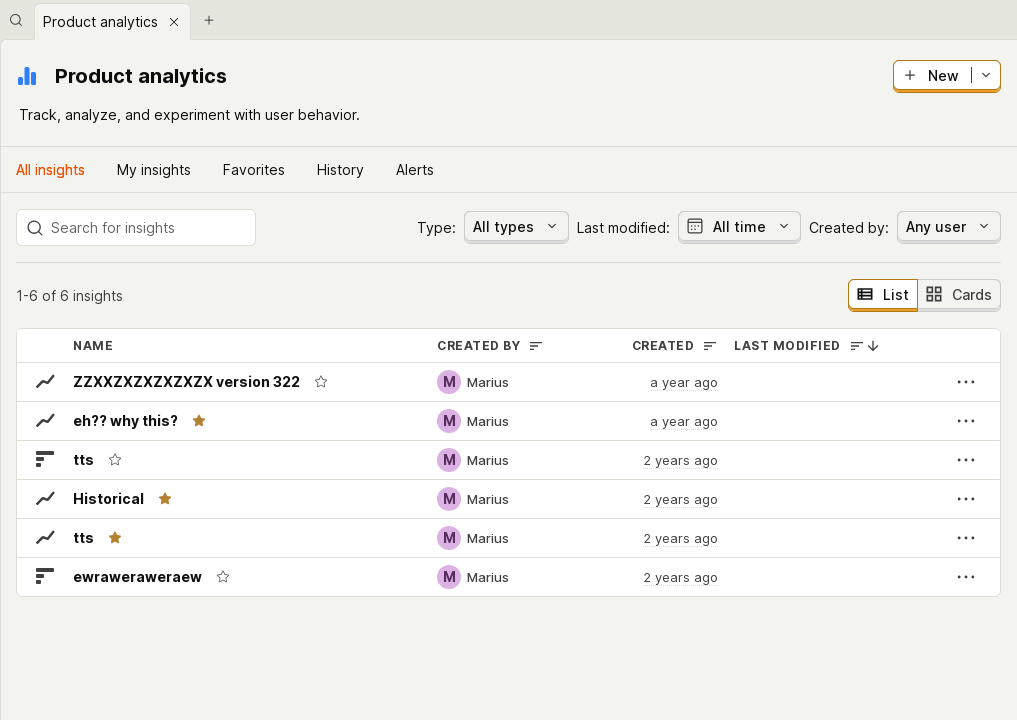 Product analytics
Product analytics
New
Track, analyze, and experiment with user behavior.
All insights My insights Favorites History Alerts
Search for insights Type: All types Last modified: All time Created by: Any user
1-6 of 6 insights List Cards
NAME CREATED BY CREATED LAST MODIFIED
ZZXXZXZXZXZXZX version 322 M Marius a year ago
eh?? why this? M Marius a year ago
tts M Marius 2 years ago
Historical M Marius 2 years ago
tts M Marius 2 years ago
ewraweraweraew M Marius 2 years ago